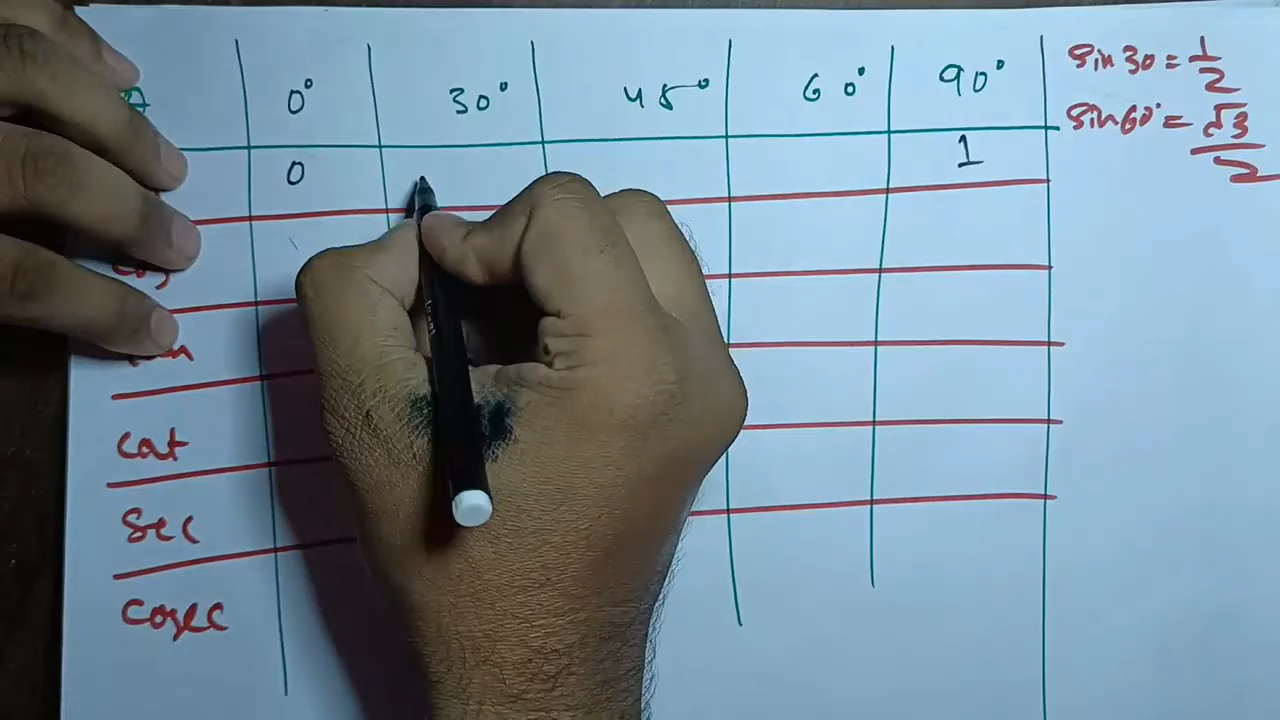 0° 30° 45° 60° 90°
0 1
cot
sec
cosec
sin 30 = 1/2
sin 60° = √3/2